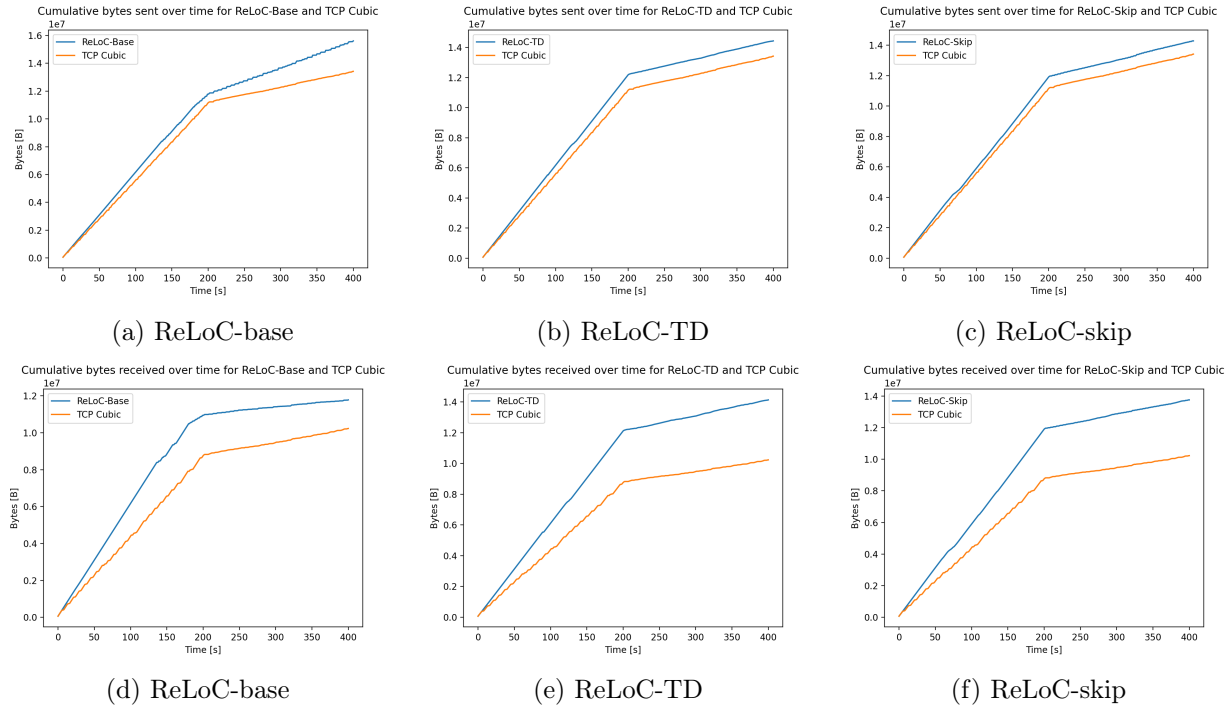 Cumulative bytes sent over time for ReLoC-Base and TCP Cubic
1e7
ReLoC-Base
TCP Cubic
1.6
1.4
1.2
1.0
0.8
0.6
0.4
0.2
0.0
Bytes [B]
0 50 100 150 200 250 300 350 400
Time [s]
(a) ReLoC-base
Cumulative bytes sent over time for ReLoC-TD and TCP Cubic
1e7
ReLoC-TD
TCP Cubic
1.4
1.2
1.0
0.8
0.6
0.4
0.2
0.0
Bytes [B]
0 50 100 150 200 250 300 350 400
Time [s]
(b) ReLoC-TD
Cumulative bytes sent over time for ReLoC-Skip and TCP Cubic
1e7
ReLoC-Skip
TCP Cubic
1.4
1.2
1.0
0.8
0.6
0.4
0.2
0.0
Bytes [B]
0 50 100 150 200 250 300 350 400
Time [s]
(c) ReLoC-skip
Cumulative bytes received over time for ReLoC-Base and TCP Cubic
1e7
ReLoC-Base
TCP Cubic
1.2
1.0
0.8
0.6
0.4
0.2
0.0
Bytes [B]
0 50 100 150 200 250 300 350 400
Time [s]
(d) ReLoC-base
Cumulative bytes received over time for ReLoC-TD and TCP Cubic
1e7
ReLoC-TD
TCP Cubic
1.4
1.2
1.0
0.8
0.6
0.4
0.2
0.0
Bytes [B]
0 50 100 150 200 250 300 350 400
Time [s]
(e) ReLoC-TD
Cumulative bytes received over time for ReLoC-Skip and TCP Cubic
1e7
ReLoC-Skip
TCP Cubic
1.4
1.2
1.0
0.8
0.6
0.4
0.2
0.0
Bytes [B]
0 50 100 150 200 250 300 350 400
Time [s]
(f) ReLoC-skip